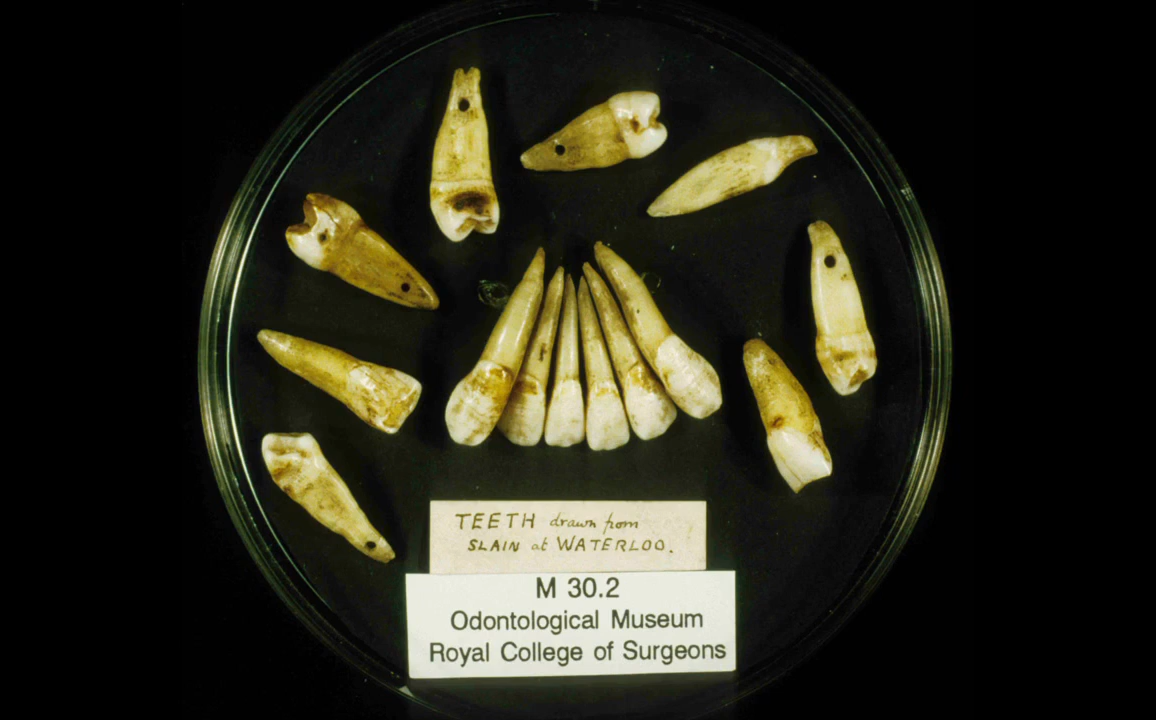 TEETH drawn from
SLAIN at WATERLOO.
M 30.2
Odontological Museum
Royal College of Surgeons